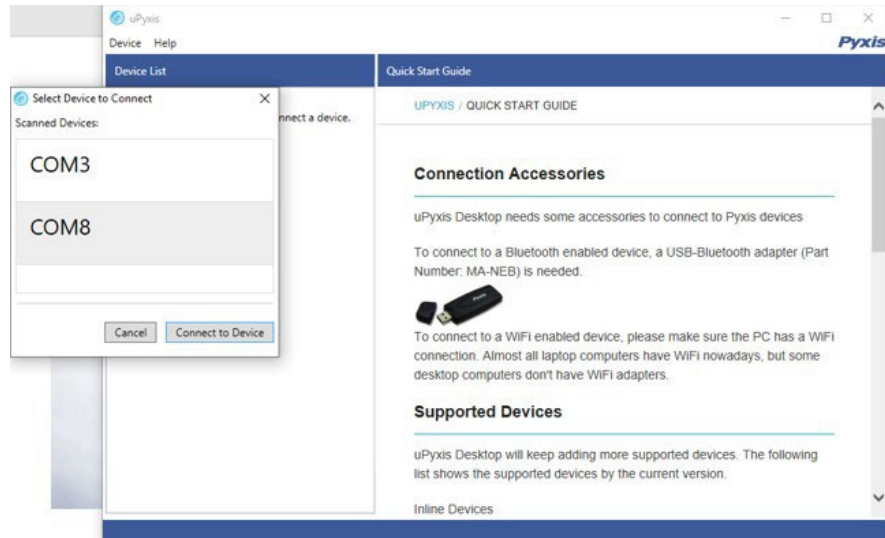 uPyxis
Device Help
Pyxis
Device List
Quick Start Guide
Select Device to Connect
Scanned Devices:
COM3
COM8
Cancel
Connect to Device
nnect a device.
UPYXIS / QUICK START GUIDE
Connection Accessories
uPyxis Desktop needs some accessories to connect to Pyxis devices
To connect to a Bluetooth enabled device, a USB-Bluetooth adapter (Part
Number: MA-NEB) is needed.
Pyxis
To connect to a WiFi enabled device, please make sure the PC has a WiFi
connection. Almost all laptop computers have WiFi nowadays, but some
desktop computers don't have WiFi adapters.
Supported Devices
uPyxis Desktop will keep adding more supported devices. The following
list shows the supported devices by the current version.
Inline Devices